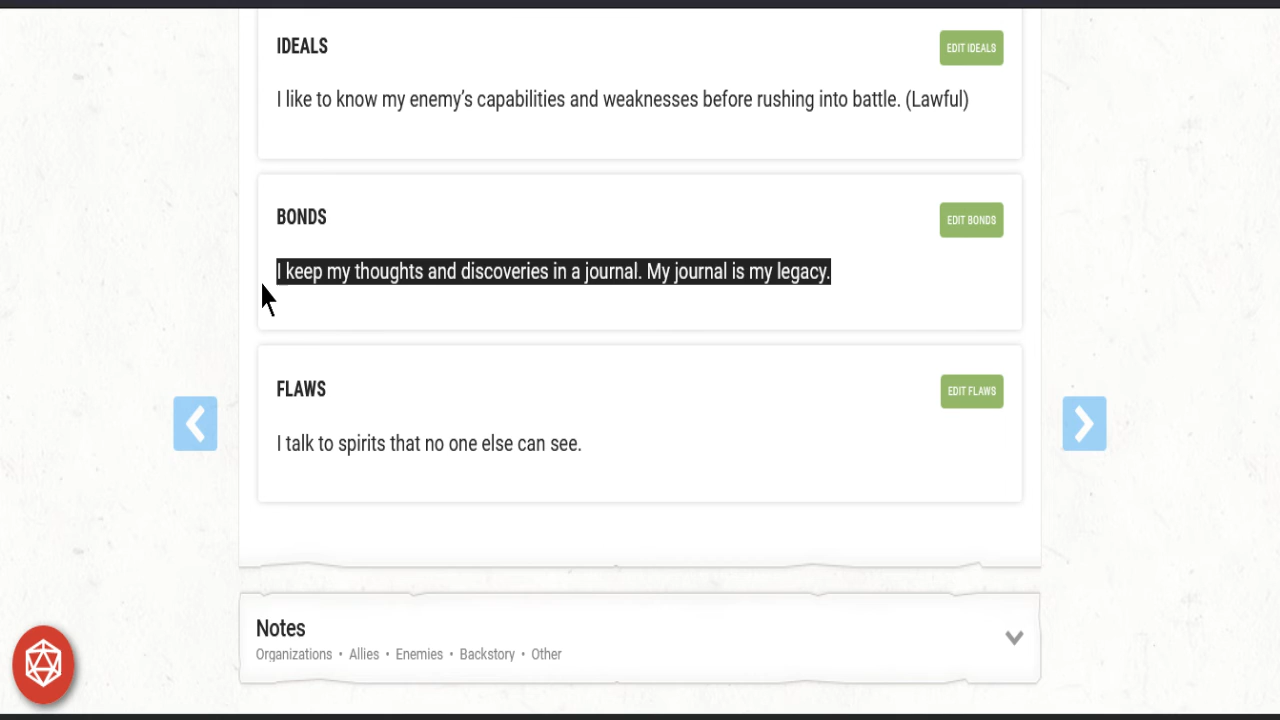 IDEALS
EDIT IDEALS
I like to know my enemy’s capabilities and weaknesses before rushing into battle. (Lawful)
BONDS
EDIT BONDS
I keep my thoughts and discoveries in a journal. My journal is my legacy.
FLAWS
EDIT FLAWS
I talk to spirits that no one else can see.
Notes
Organizations • Allies • Enemies • Backstory • Other